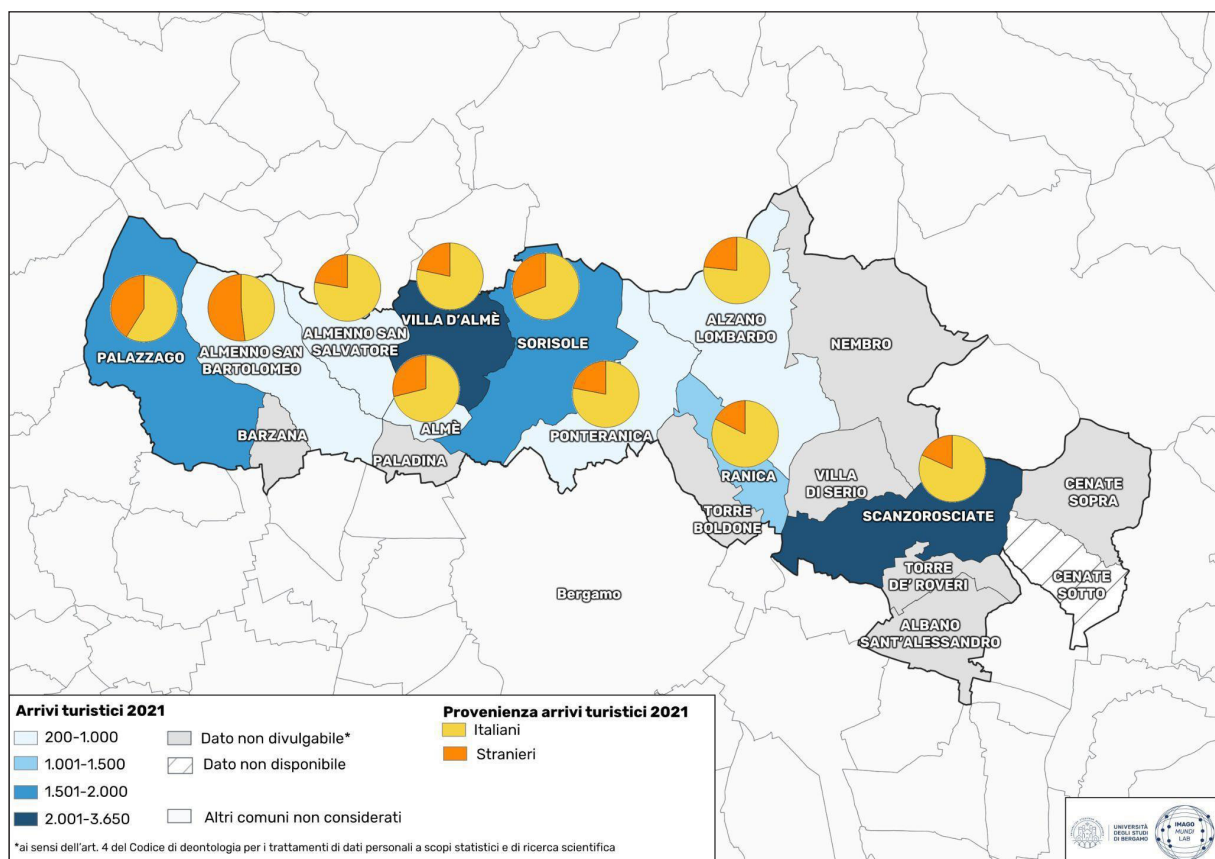 PALAZZAGO
ALMENNO SAN
BARTOLOMEO
ALMENNO SAN
SALVATORE
VILLA D'ALMÈ
SORISOLE
ALZANO
LOMBARDO
NEMBRO
BARZANA
ALMÈ
PALADINA
PONTERANICA
RANICA
TORRE
BOLDONE
VILLA
DI SERIO
SCANZOROSCIATE
CENATE
SOPRA
TORRE
DE' ROVERI
CENATE
SOTTO
Bergamo
ALBANO
SANT'ALESSANDRO
Arrivi turistici 2021
200-1.000
1.001-1.500
1.501-2.000
2.001-3.650
Dato non divulgabile*
Dato non disponibile
Altri comuni non considerati
Provenienza arrivi turistici 2021
Italiani
Stranieri
*ai sensi dell'art. 4 del Codice di deontologia per i trattamenti di dati personali a scopi statistici e di ricerca scientifica
UNIVERSITÀ
DEGLI STUDI
DI BERGAMO
IMAGO
MUNDI
LAB